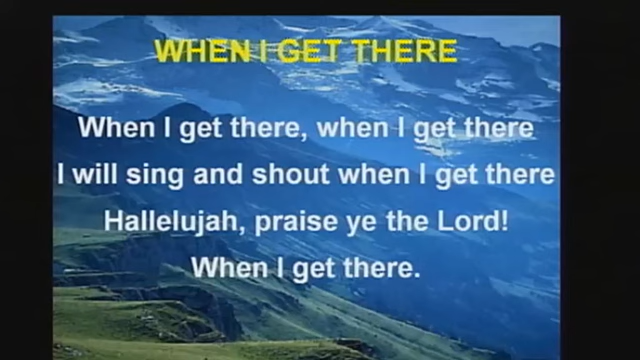 WHEN I GET THERE
When I get there, when I get there
I will sing and shout when I get there
Hallelujah, praise ye the Lord!
When I get there.